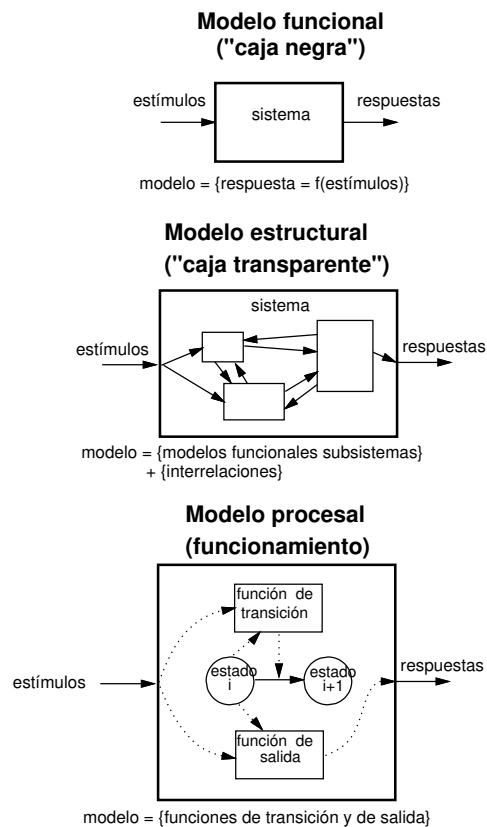 Modelo funcional
("caja negra")
estímulos
sistema
respuestas
modelo = {respuesta = f(estímulos)}
Modelo estructural
("caja transparente")
sistema
estímulos
respuestas
modelo = {modelos funcionales subsistemas}
+ {interrelaciones}
Modelo procesal
(funcionamiento)
función de
transición
estímulos
estado
i
estado
i+1
respuestas
función de
salida
modelo = {funciones de transición y de salida}